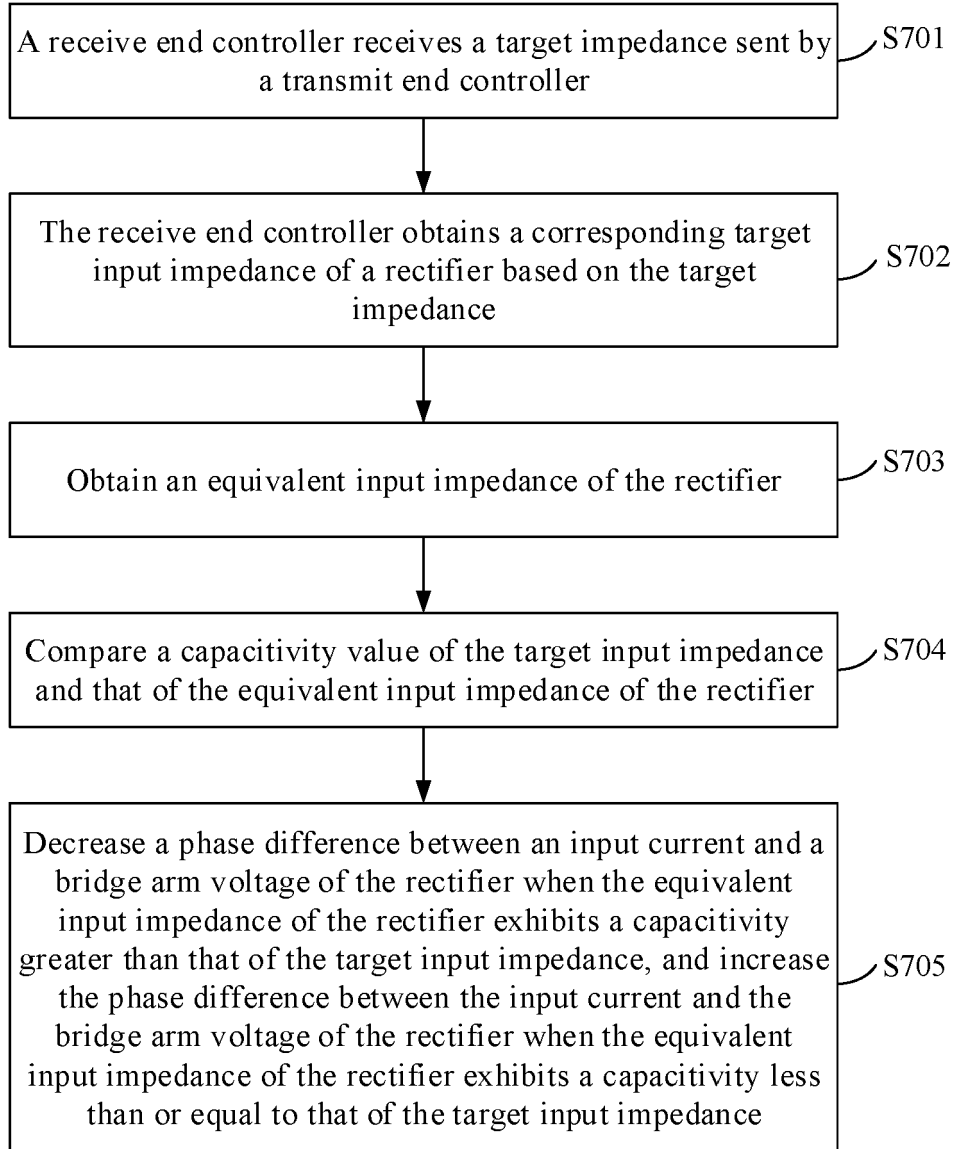 A receive end controller receives a target impedance sent by
a transmit end controller
S701
The receive end controller obtains a corresponding target
input impedance of a rectifier based on the target
impedance
S702
Obtain an equivalent input impedance of the rectifier
S703
Compare a capacitivity value of the target input impedance
and that of the equivalent input impedance of the rectifier
S704
Decrease a phase difference between an input current and a
bridge arm voltage of the rectifier when the equivalent
input impedance of the rectifier exhibits a capacitivity
greater than that of the target input impedance, and increase
the phase difference between the input current and the
bridge arm voltage of the rectifier when the equivalent
input impedance of the rectifier exhibits a capacitivity less
than or equal to that of the target input impedance
S705